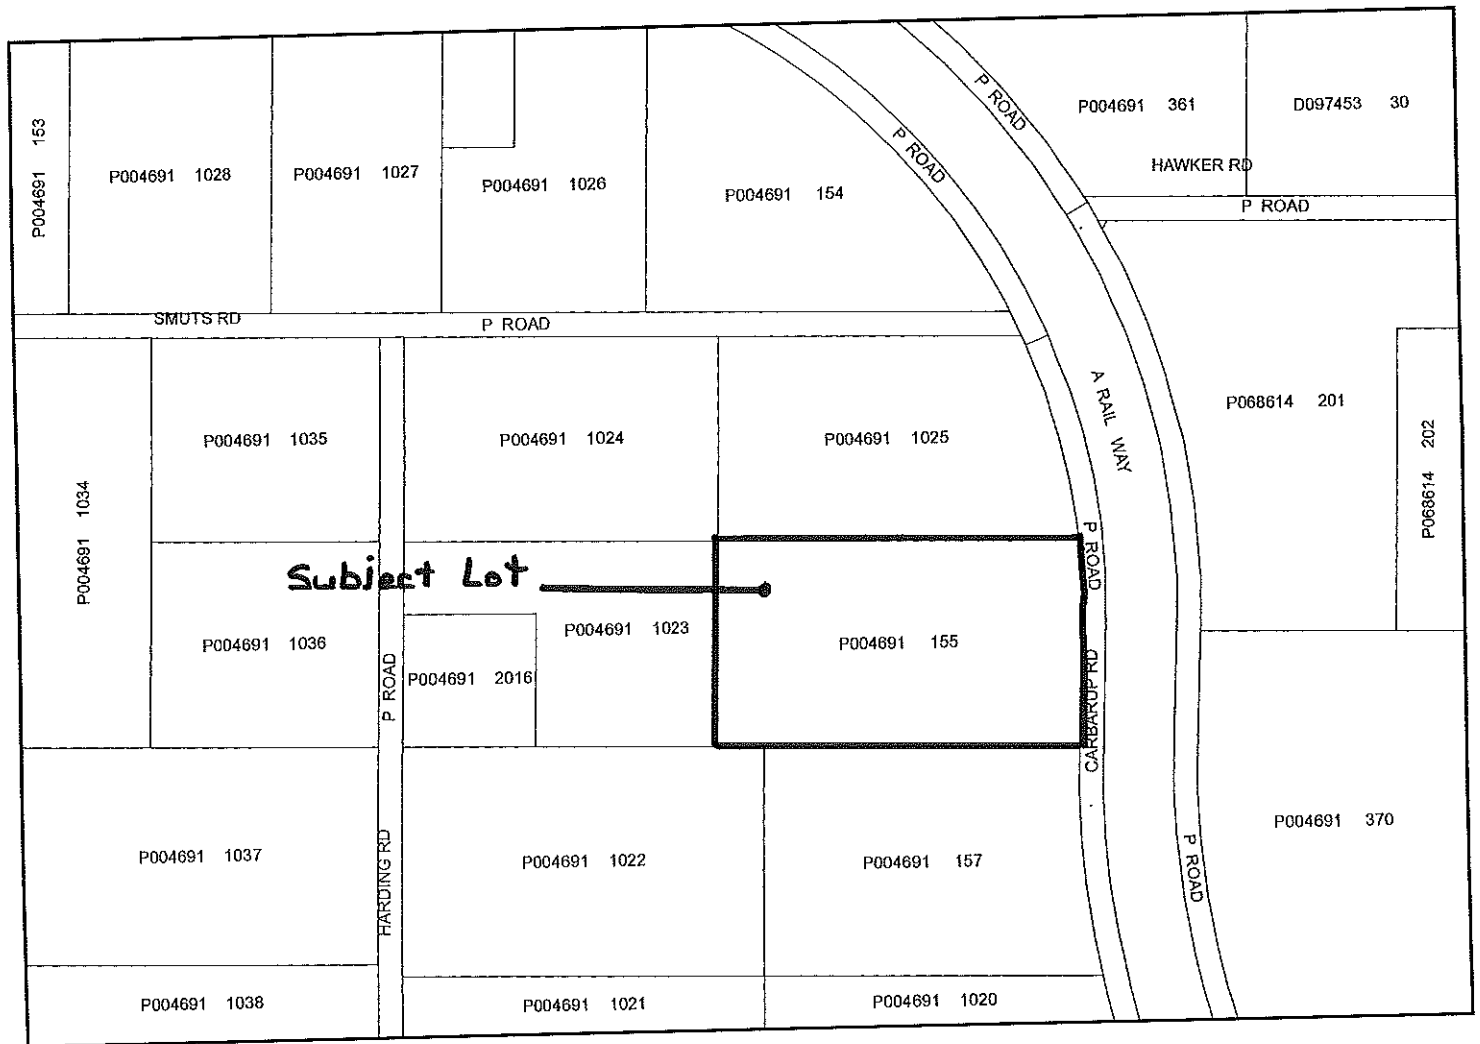 P004691 153
P004691 1028
P004691 1027
P004691 1026
P004691 154
P ROAD
P ROAD
P004691 361
D097453 30
HAWKER RD
P ROAD
SMUTS RD
P ROAD
P004691 1034
P004691 1035
P004691 1024
P004691 1025
A RAIL WAY
P068614 201
P068614 202
Subject Lot
P ROAD
P004691 1036
P ROAD
P004691 2016
P004691 1023
P004691 155
CARBARUP RD
P004691 1037
HARDING RD
P004691 1022
P004691 157
P ROAD
P004691 370
P004691 1038
P004691 1021
P004691 1020